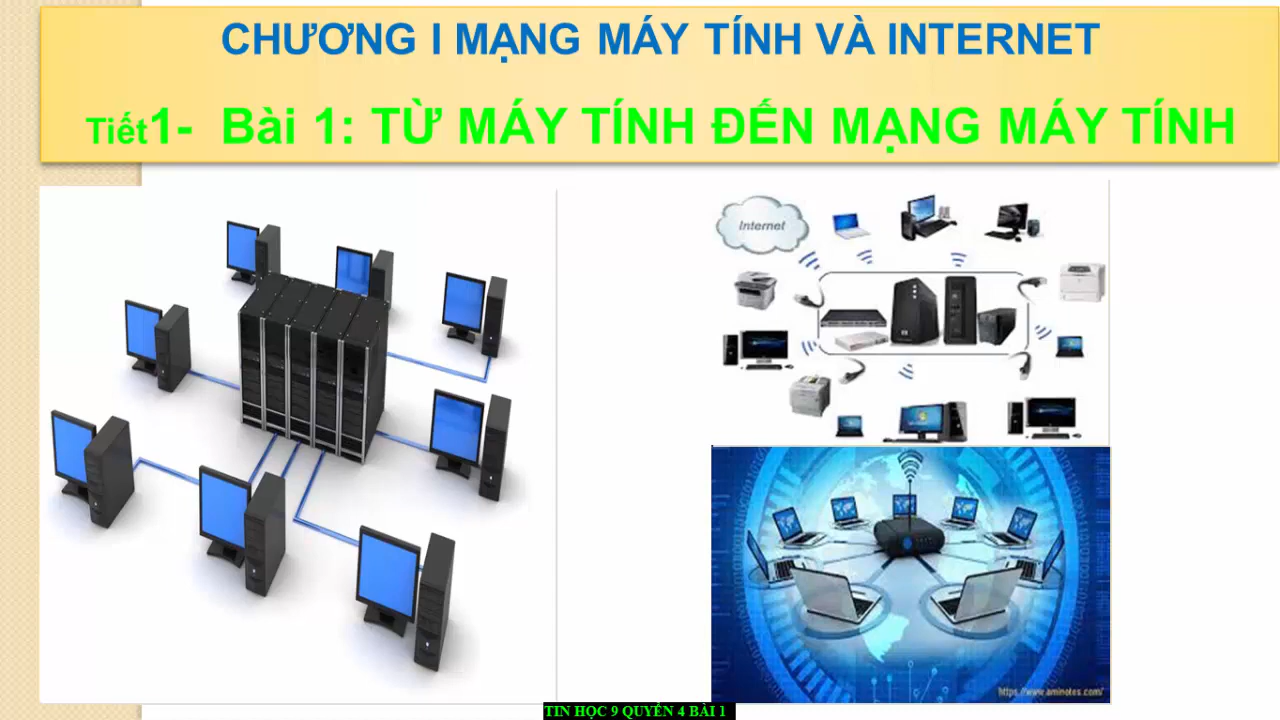 CHƯƠNG I MẠNG MÁY TÍNH VÀ INTERNET
Tiết1- Bài 1: TỪ MÁY TÍNH ĐẾN MẠNG MÁY TÍNH
Internet
https://www.aminotes.com/
TIN HỌC 9 QUYỂN 4 BÀI 1